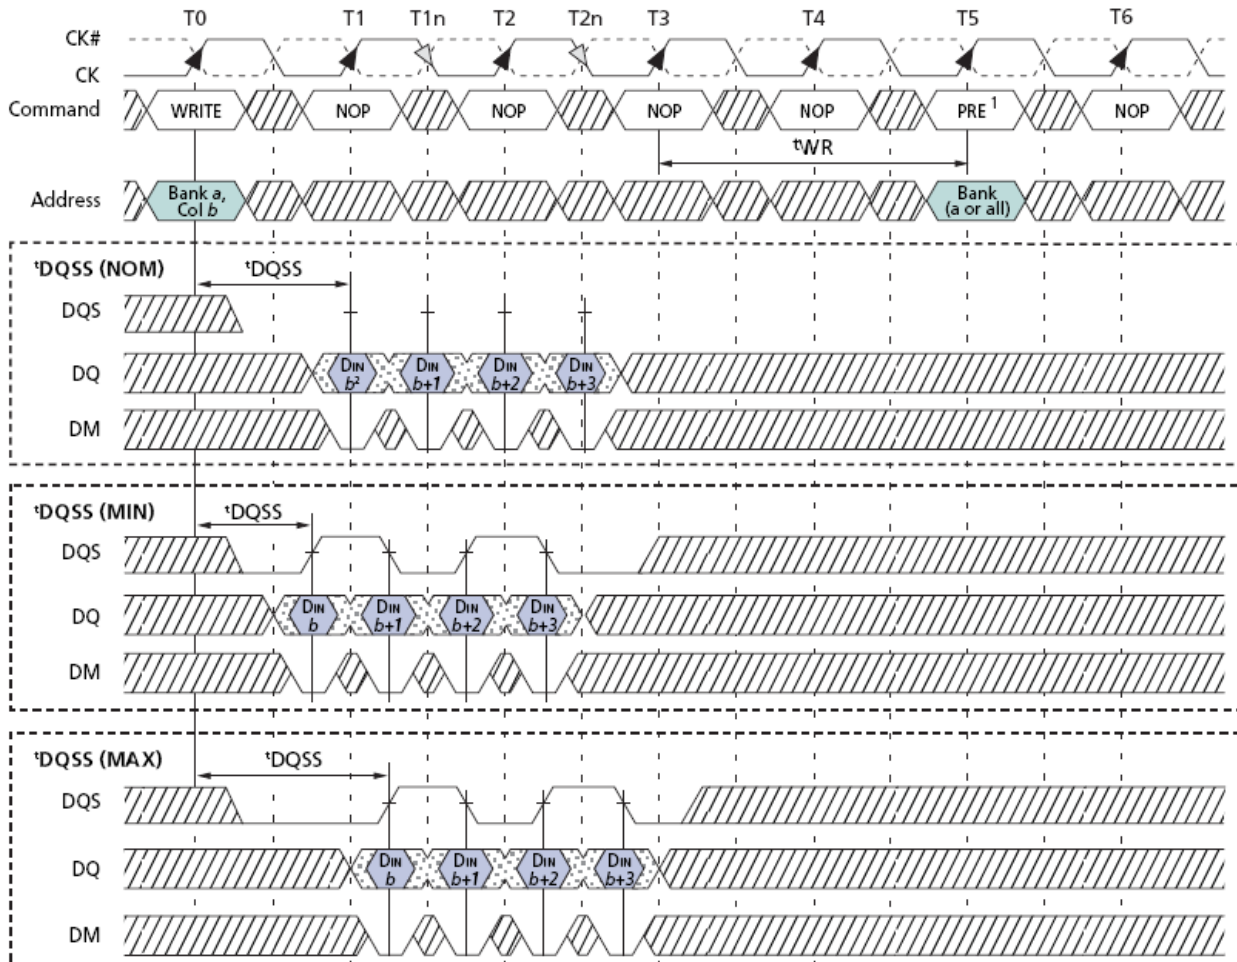 T0 T1 T1n T2 T2n T3 T4 T5 T6
CK#
CK
Command WRITE NOP NOP NOP NOP PRE 1 NOP
tWR
Address Bank a, Col b Bank (a or all)
tDQSS (NOM) tDQSS
DQS
DQ DIN b2 DIN b+1 DIN b+2 DIN b+3
DM
tDQSS (MIN) tDQSS
DQS
DQ DIN b DIN b+1 DIN b+2 DIN b+3
DM
tDQSS (MAX) tDQSS
DQS
DQ DIN b DIN b+1 DIN b+2 DIN b+3
DM